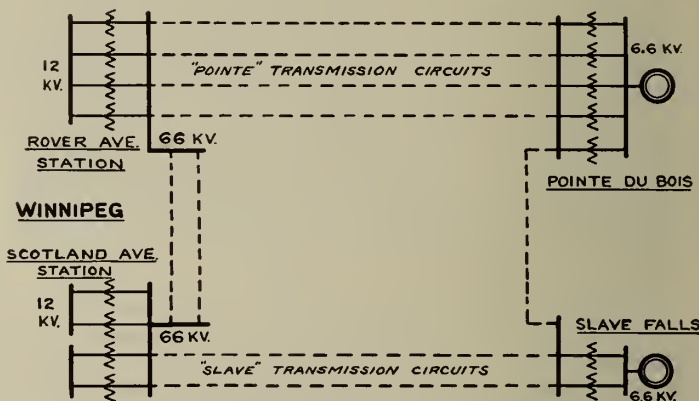 6.6 KV.
12
KV.
"POINTE" TRANSMISSION CIRCUITS
ROVER AVE.
STATION
66 KV.
POINTE DU BOIS
WINNIPEG
SCOTLAND AVE.
STATION
12
KV.
66 KV.
SLAVE FALLS
"SLAVE" TRANSMISSION CIRCUITS
6.6 KV.